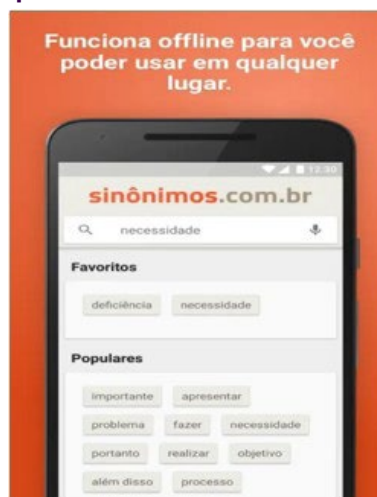 Funciona offline para você
poder usar em qualquer
lugar.
12:30
sinônimos.com.br
necessidade
Favoritos
deficiência necessidade
Populares
importante apresentar
problema fazer necessidade
portanto realizar objetivo
além disso processo